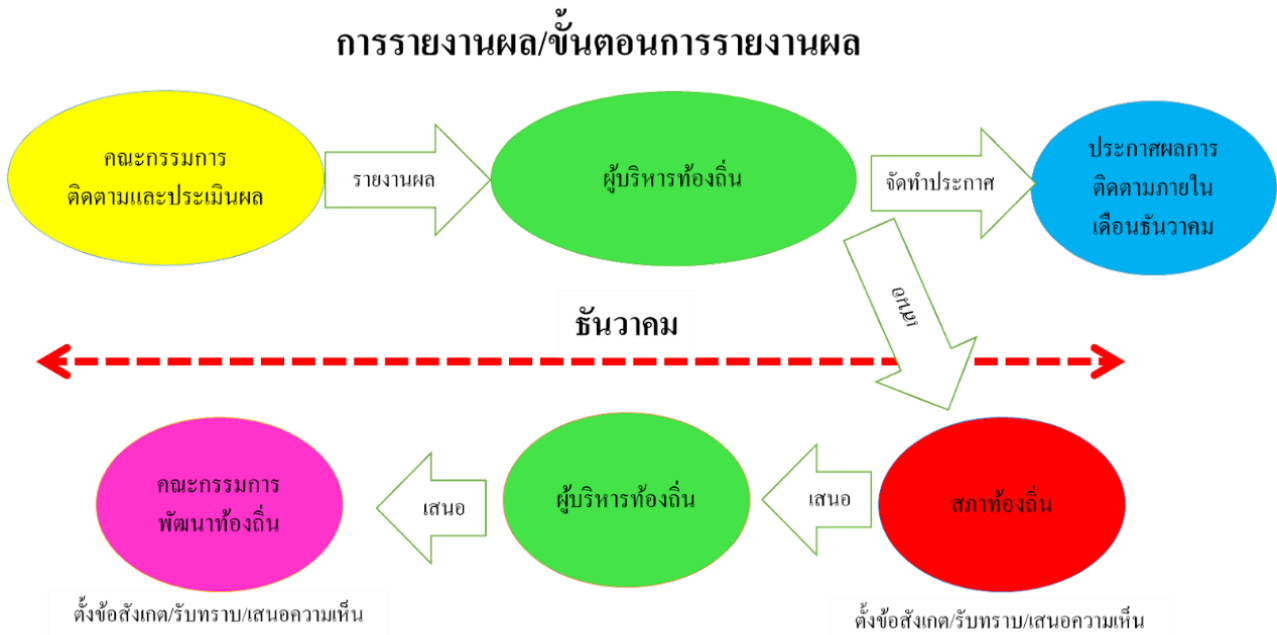 การรายงานผล/ขั้นตอนการรายงานผล
คณะกรรมการ
ติดตามและประเมินผล
รายงานผล
ผู้บริหารท้องถิ่น
จัดทำประกาศ
ประกาศผลการ
ติดตามภายใน
เดือนธันวาคม
เสนอ
ธันวาคม
คณะกรรมการ
พัฒนาท้องถิ่น
เสนอ
ผู้บริหารท้องถิ่น
เสนอ
สภาท้องถิ่น
ตั้งข้อสังเกต/รับทราบ/เสนอความเห็น
ตั้งข้อสังเกต/รับทราบ/เสนอความเห็น